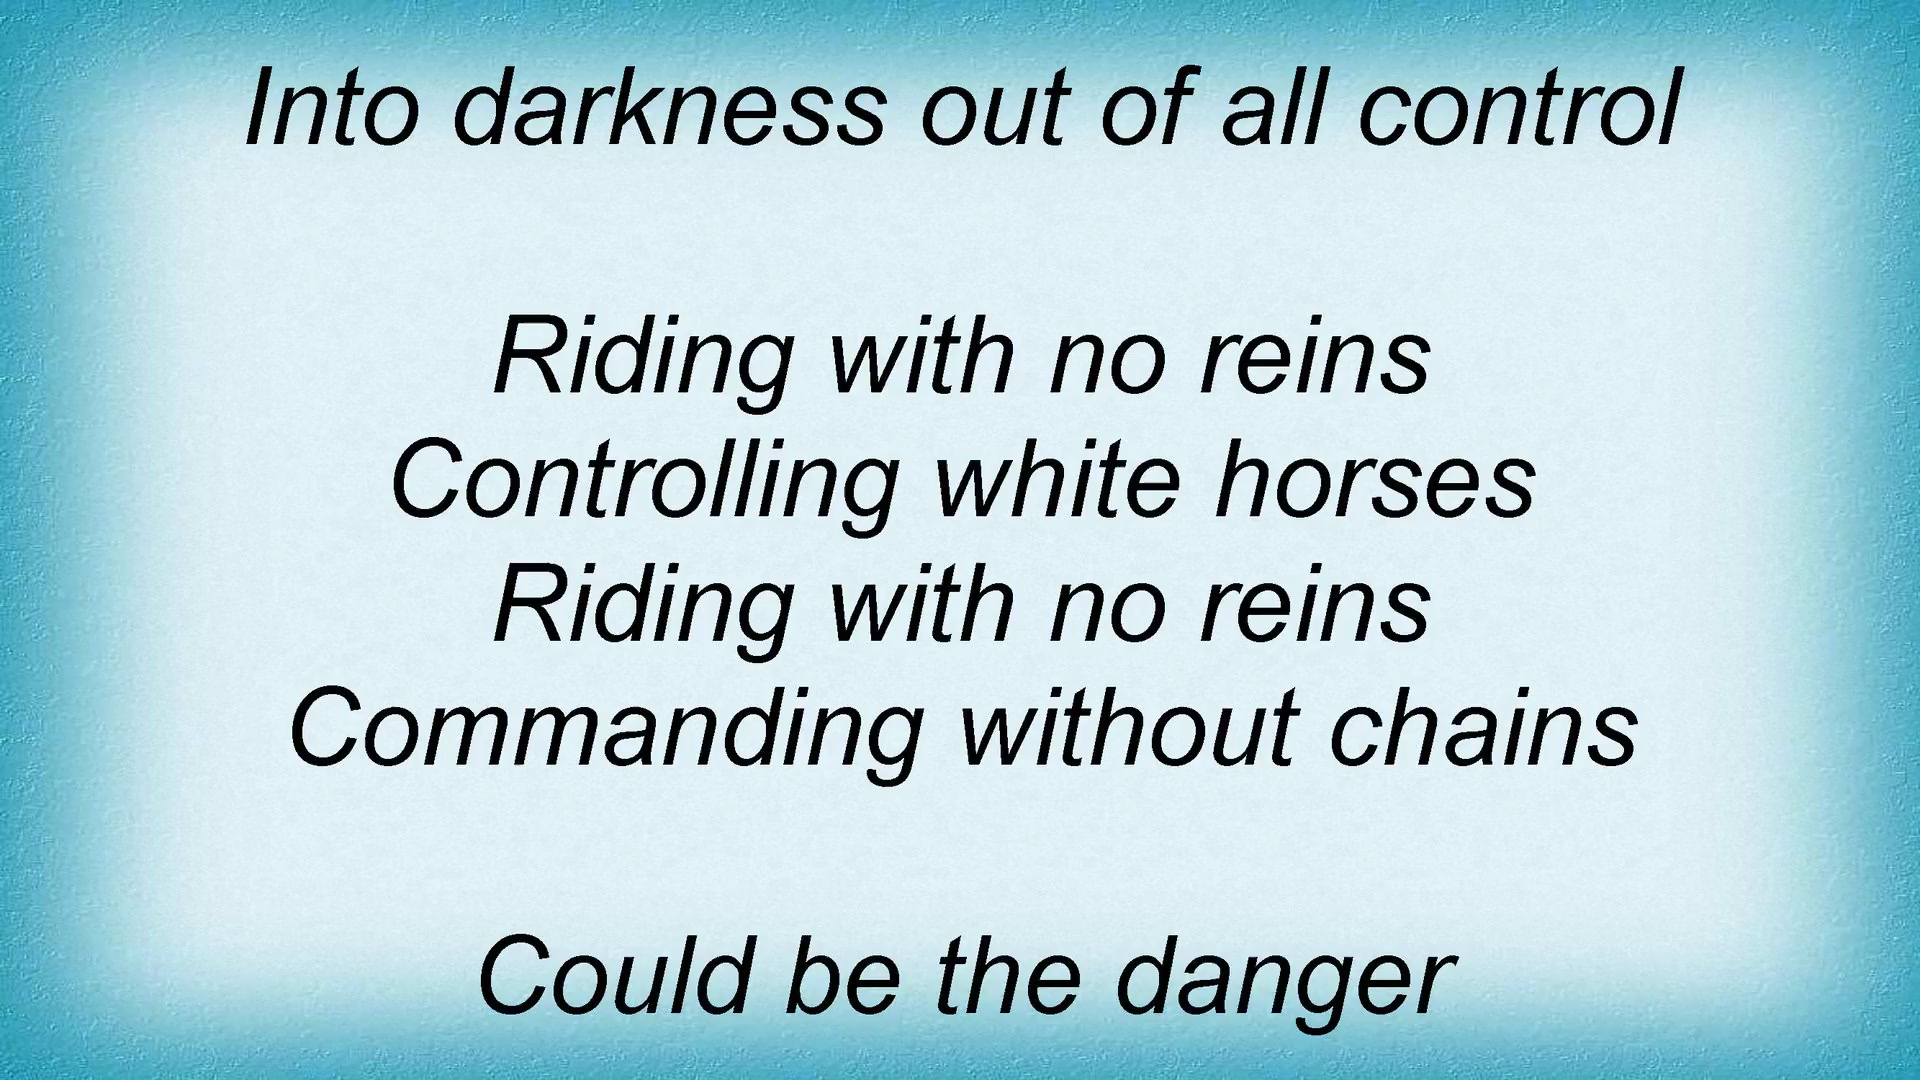 Into darkness out of all control
Riding with no reins
Controlling white horses
Riding with no reins
Commanding without chains
Could be the danger